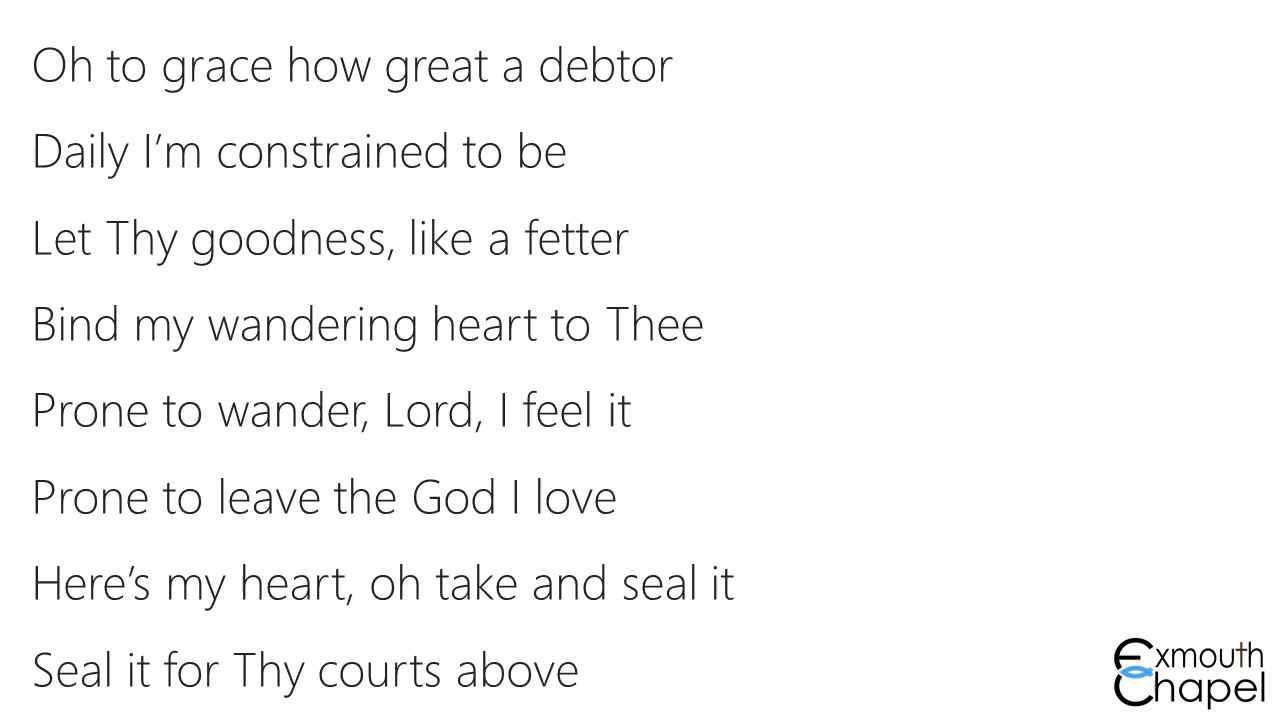 Oh to grace how great a debtor
Daily I’m constrained to be
Let Thy goodness, like a fetter
Bind my wandering heart to Thee
Prone to wander, Lord, I feel it
Prone to leave the God I love
Here’s my heart, oh take and seal it
Seal it for Thy courts above
Exmouth
Chapel